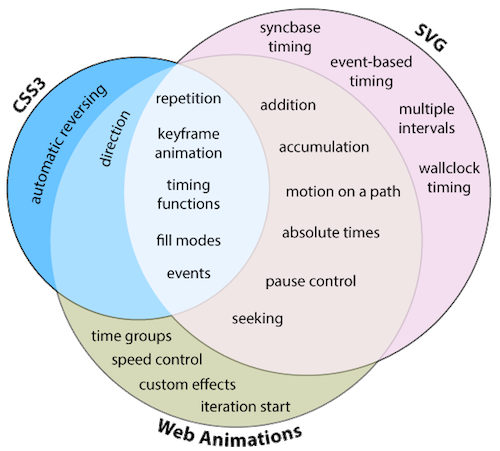 CSS3
SVG
syncbase
timing
event-based
timing
multiple
intervals
wallclock
timing
automatic reversing
direction
repetition
keyframe
animation
timing
functions
fill modes
events
addition
accumulation
motion on a path
absolute times
pause control
seeking
time groups
speed control
custom effects
iteration start
Web Animations